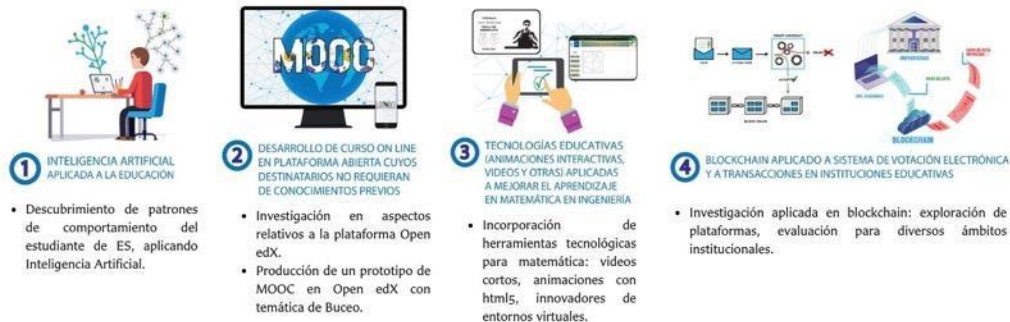 MOOC
1
INTELIGENCIA ARTIFICIAL
APLICADA A LA EDUCACIÓN
• Descubrimiento de patrones
de comportamiento del
estudiante de ES, aplicando
Inteligencia Artificial.
2
DESARROLLO DE CURSO ON LINE
EN PLATAFORMA ABIERTA CUYOS
DESTINATARIOS NO REQUIERAN
DE CONOCIMIENTOS PREVIOS
• Investigación en aspectos
relativos a la plataforma Open
edX.
• Producción de un prototipo de
MOOC en Open edX con
temática de Buceo.
3
TECNOLOGÍAS EDUCATIVAS
(ANIMACIONES INTERACTIVAS,
VIDEOS Y OTRAS) APLICADAS
A MEJORAR EL APRENDIZAJE
EN MATEMÁTICA EN INGENIERÍA
• Incorporación de
herramientas tecnológicas
para matemática: videos
cortos, animaciones con
html5, innovadores de
entornos virtuales.
BLOCKCHAIN
4
BLOCKCHAIN APLICADO A SISTEMA DE VOTACIÓN ELECTRÓNICA
Y A TRANSACCIONES EN INSTITUCIONES EDUCATIVAS
• Investigación aplicada en blockchain: exploración de
plataformas, evaluación para diversos ámbitos
institucionales.